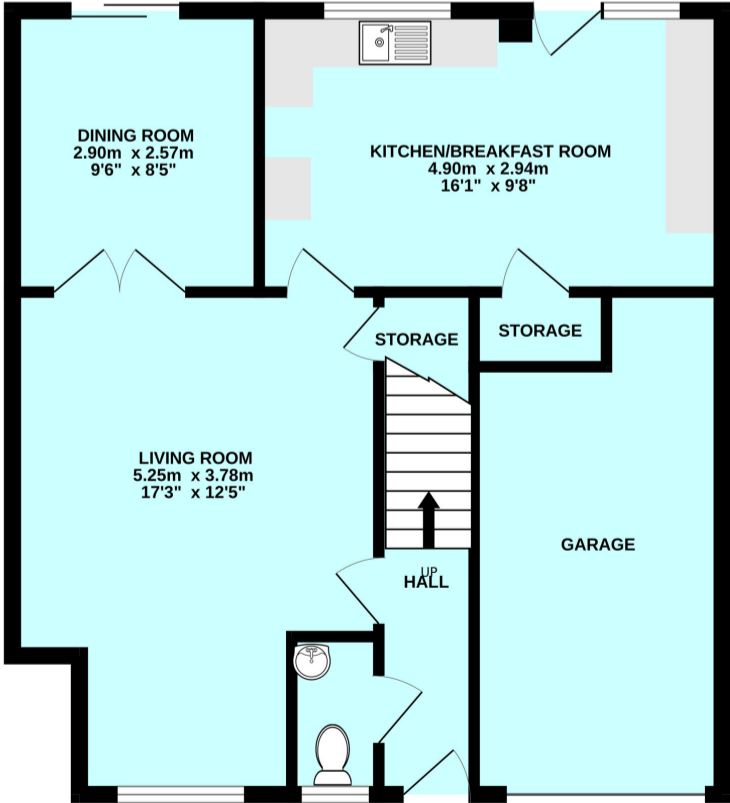 DINING ROOM
2.90m x 2.57m
9'6" x 8'5"
KITCHEN/BREAKFAST ROOM
4.90m x 2.94m
16'1" x 9'8"
STORAGE
STORAGE
LIVING ROOM
5.25m x 3.78m
17'3" x 12'5"
GARAGE
UP
HALL